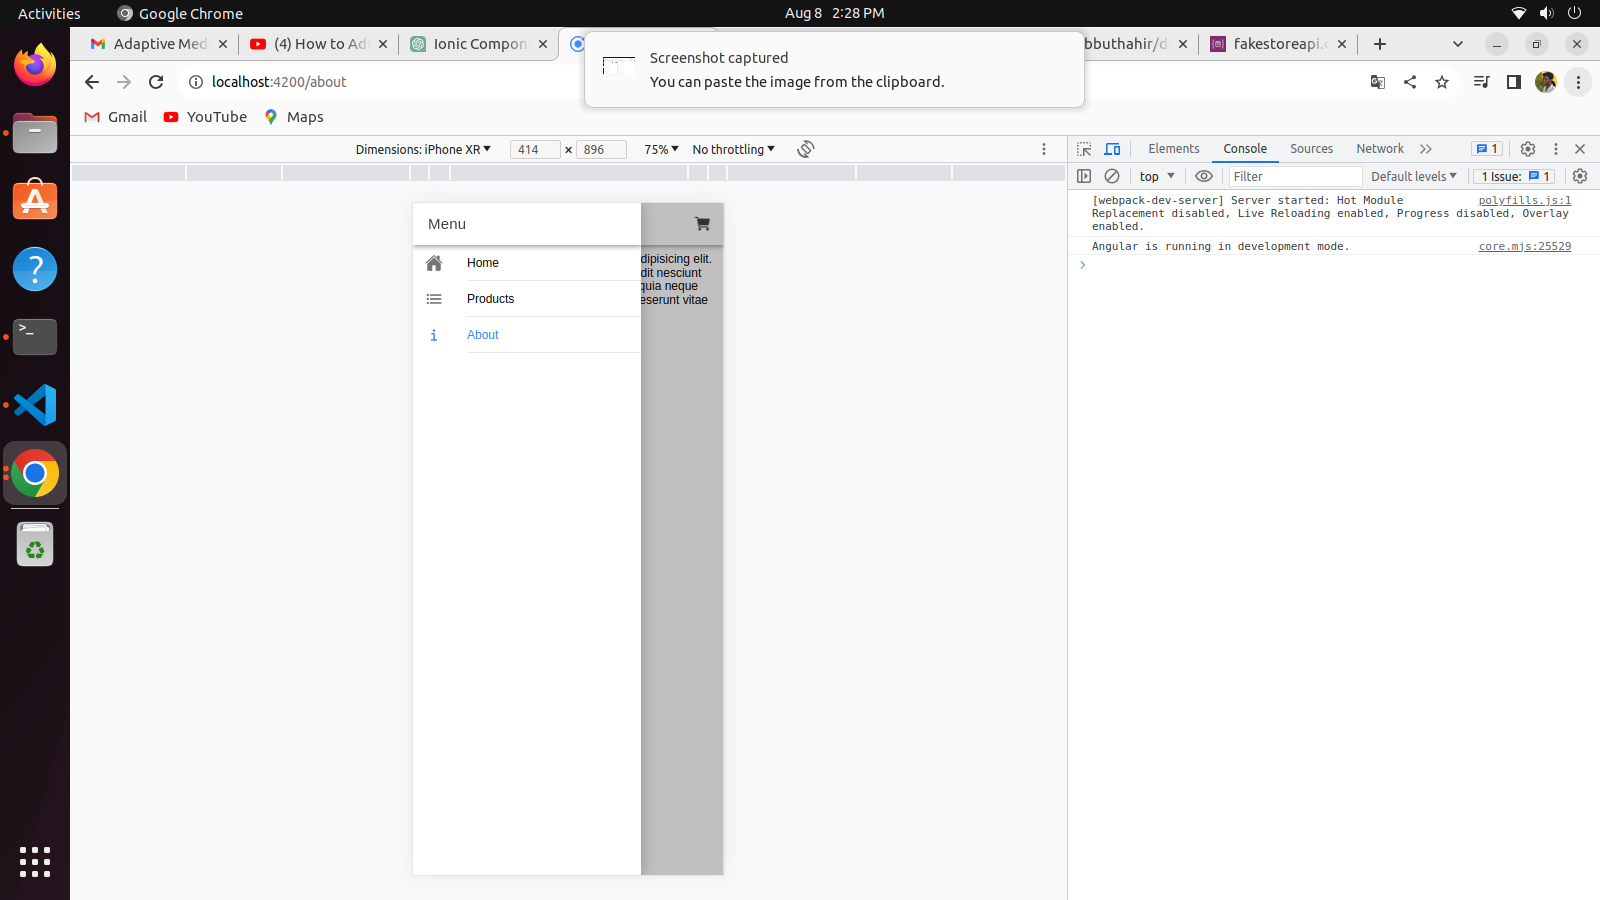 Activities
Google Chrome
Aug 8 2:28 PM
Adaptive Med
(4) How to Ad
Ionic Compon
bbuthahir/d
fakestoreapi.c
Screenshot captured
You can paste the image from the clipboard.
localhost:4200/about
Gmail
YouTube
Maps
Dimensions: iPhone XR
414 × 896
75%
No throttling
Elements
Console
Sources
Network
1
top
Filter
Default levels
1 Issue: 1
[webpack-dev-server] Server started: Hot Module polyfills.js:1
Replacement disabled, Live Reloading enabled, Progress disabled, Overlay
enabled.
Angular is running in development mode. core.mjs:25529
Menu
Home
Products
About
dipisicing elit.
dit nesciunt
quia neque
eserunt vitae